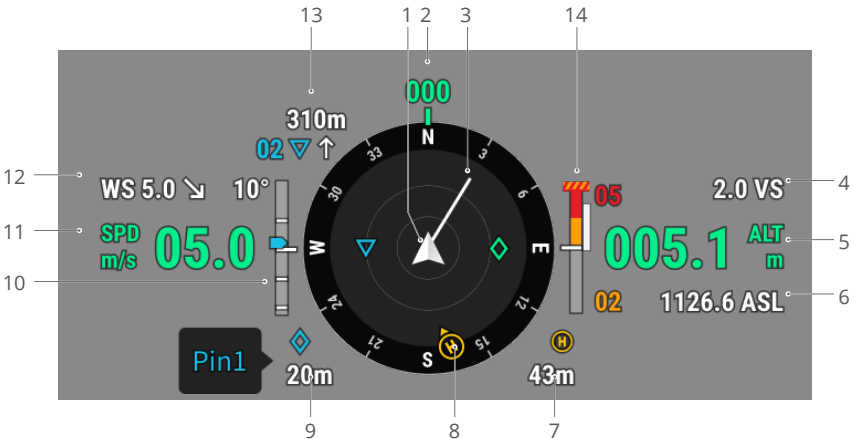 13 1 2 3 14
000
310m
02
N
33 3
30 6
12 WS 5.0 10° 05 2.0 VS 4
11 SPD m/s 05.0 W E 005.1 ALT m 5
10 24 12 02 1126.6 ASL 6
21 S 15
H H
Pin1 20m 43m
9 8 7